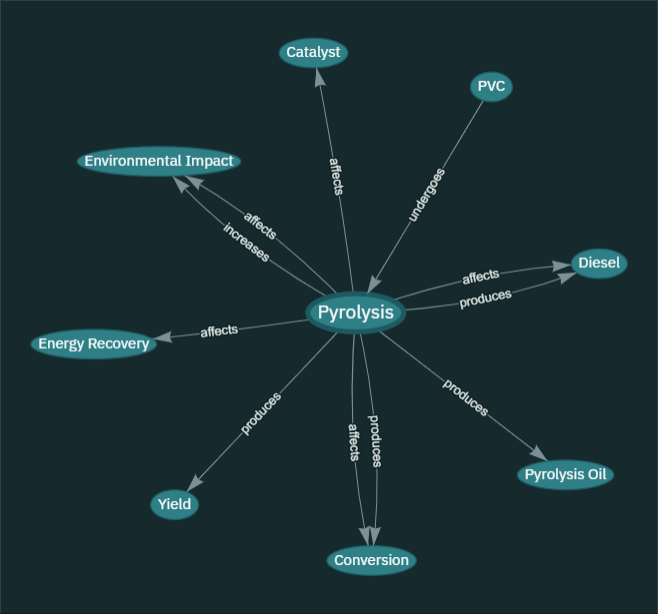 Catalyst
PVC
Environmental Impact
affects
undergoes
affects
increases
Diesel
affects
produces
Pyrolysis
affects
Energy Recovery
produces
produces
affects
produces
Pyrolysis Oil
Yield
Conversion